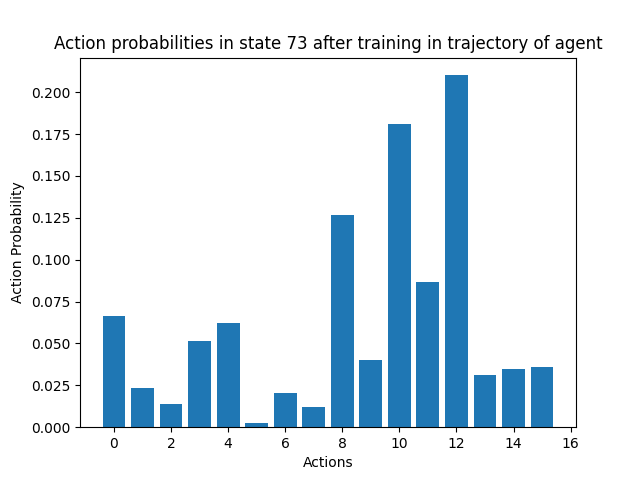 Action probabilities in state 73 after training in trajectory of agent
0.200
0.175
0.150
0.125
0.100
0.075
0.050
0.025
0.000
Action Probability
0 2 4 6 8 10 12 14 16
Actions